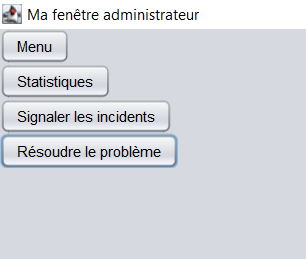 Ma fenêtre administrateur
Menu
Statistiques
Signaler les incidents
Résoudre le problème